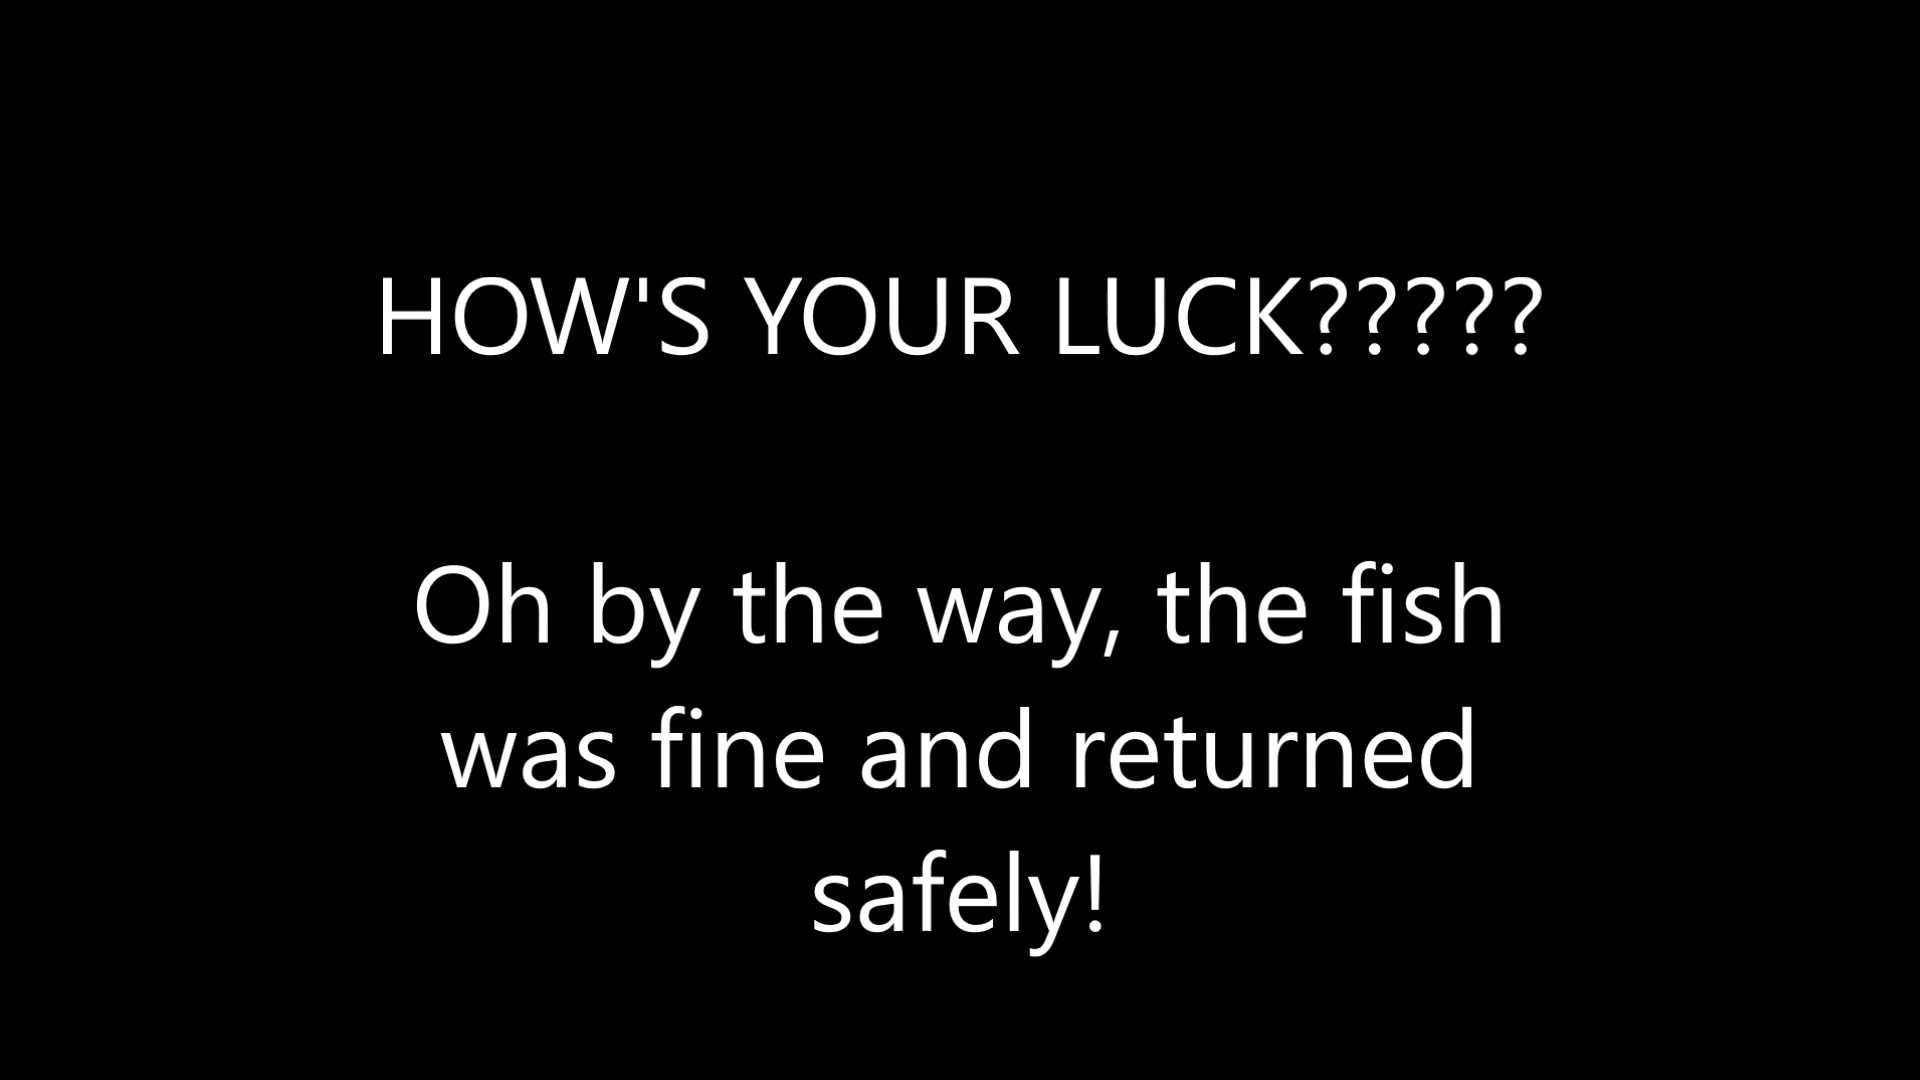 HOW'S YOUR LUCK?????
Oh by the way, the fish
was fine and returned
safely!